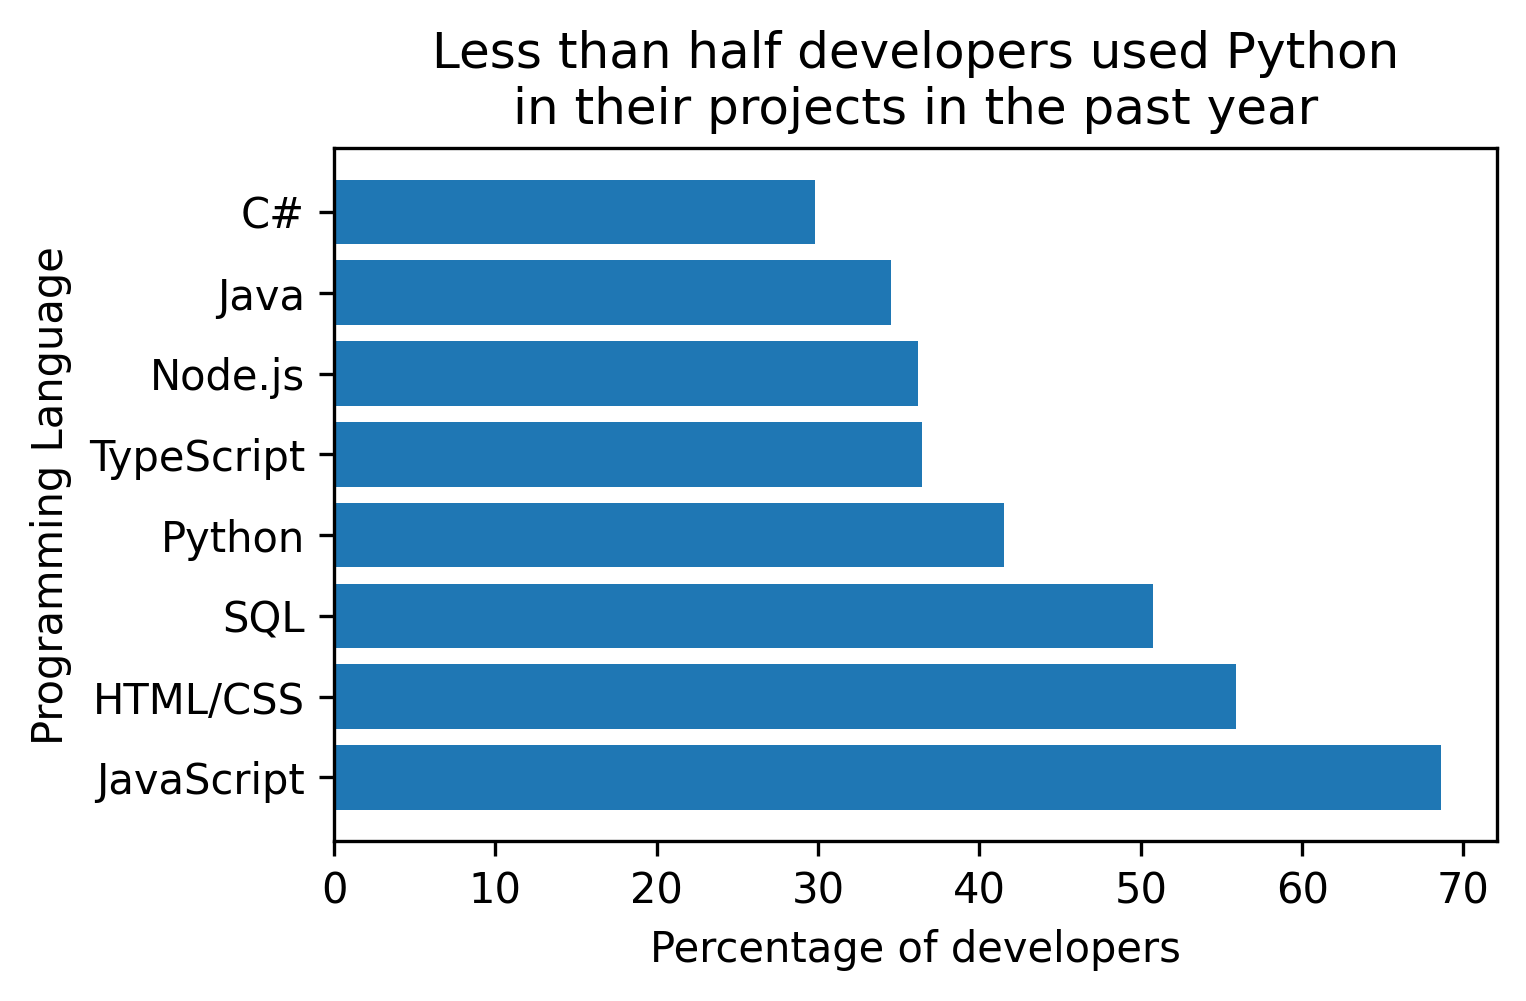 Less than half developers used Python
in their projects in the past year
Programming Language
C#
Java
Node.js
TypeScript
Python
SQL
HTML/CSS
JavaScript
0 10 20 30 40 50 60 70
Percentage of developers